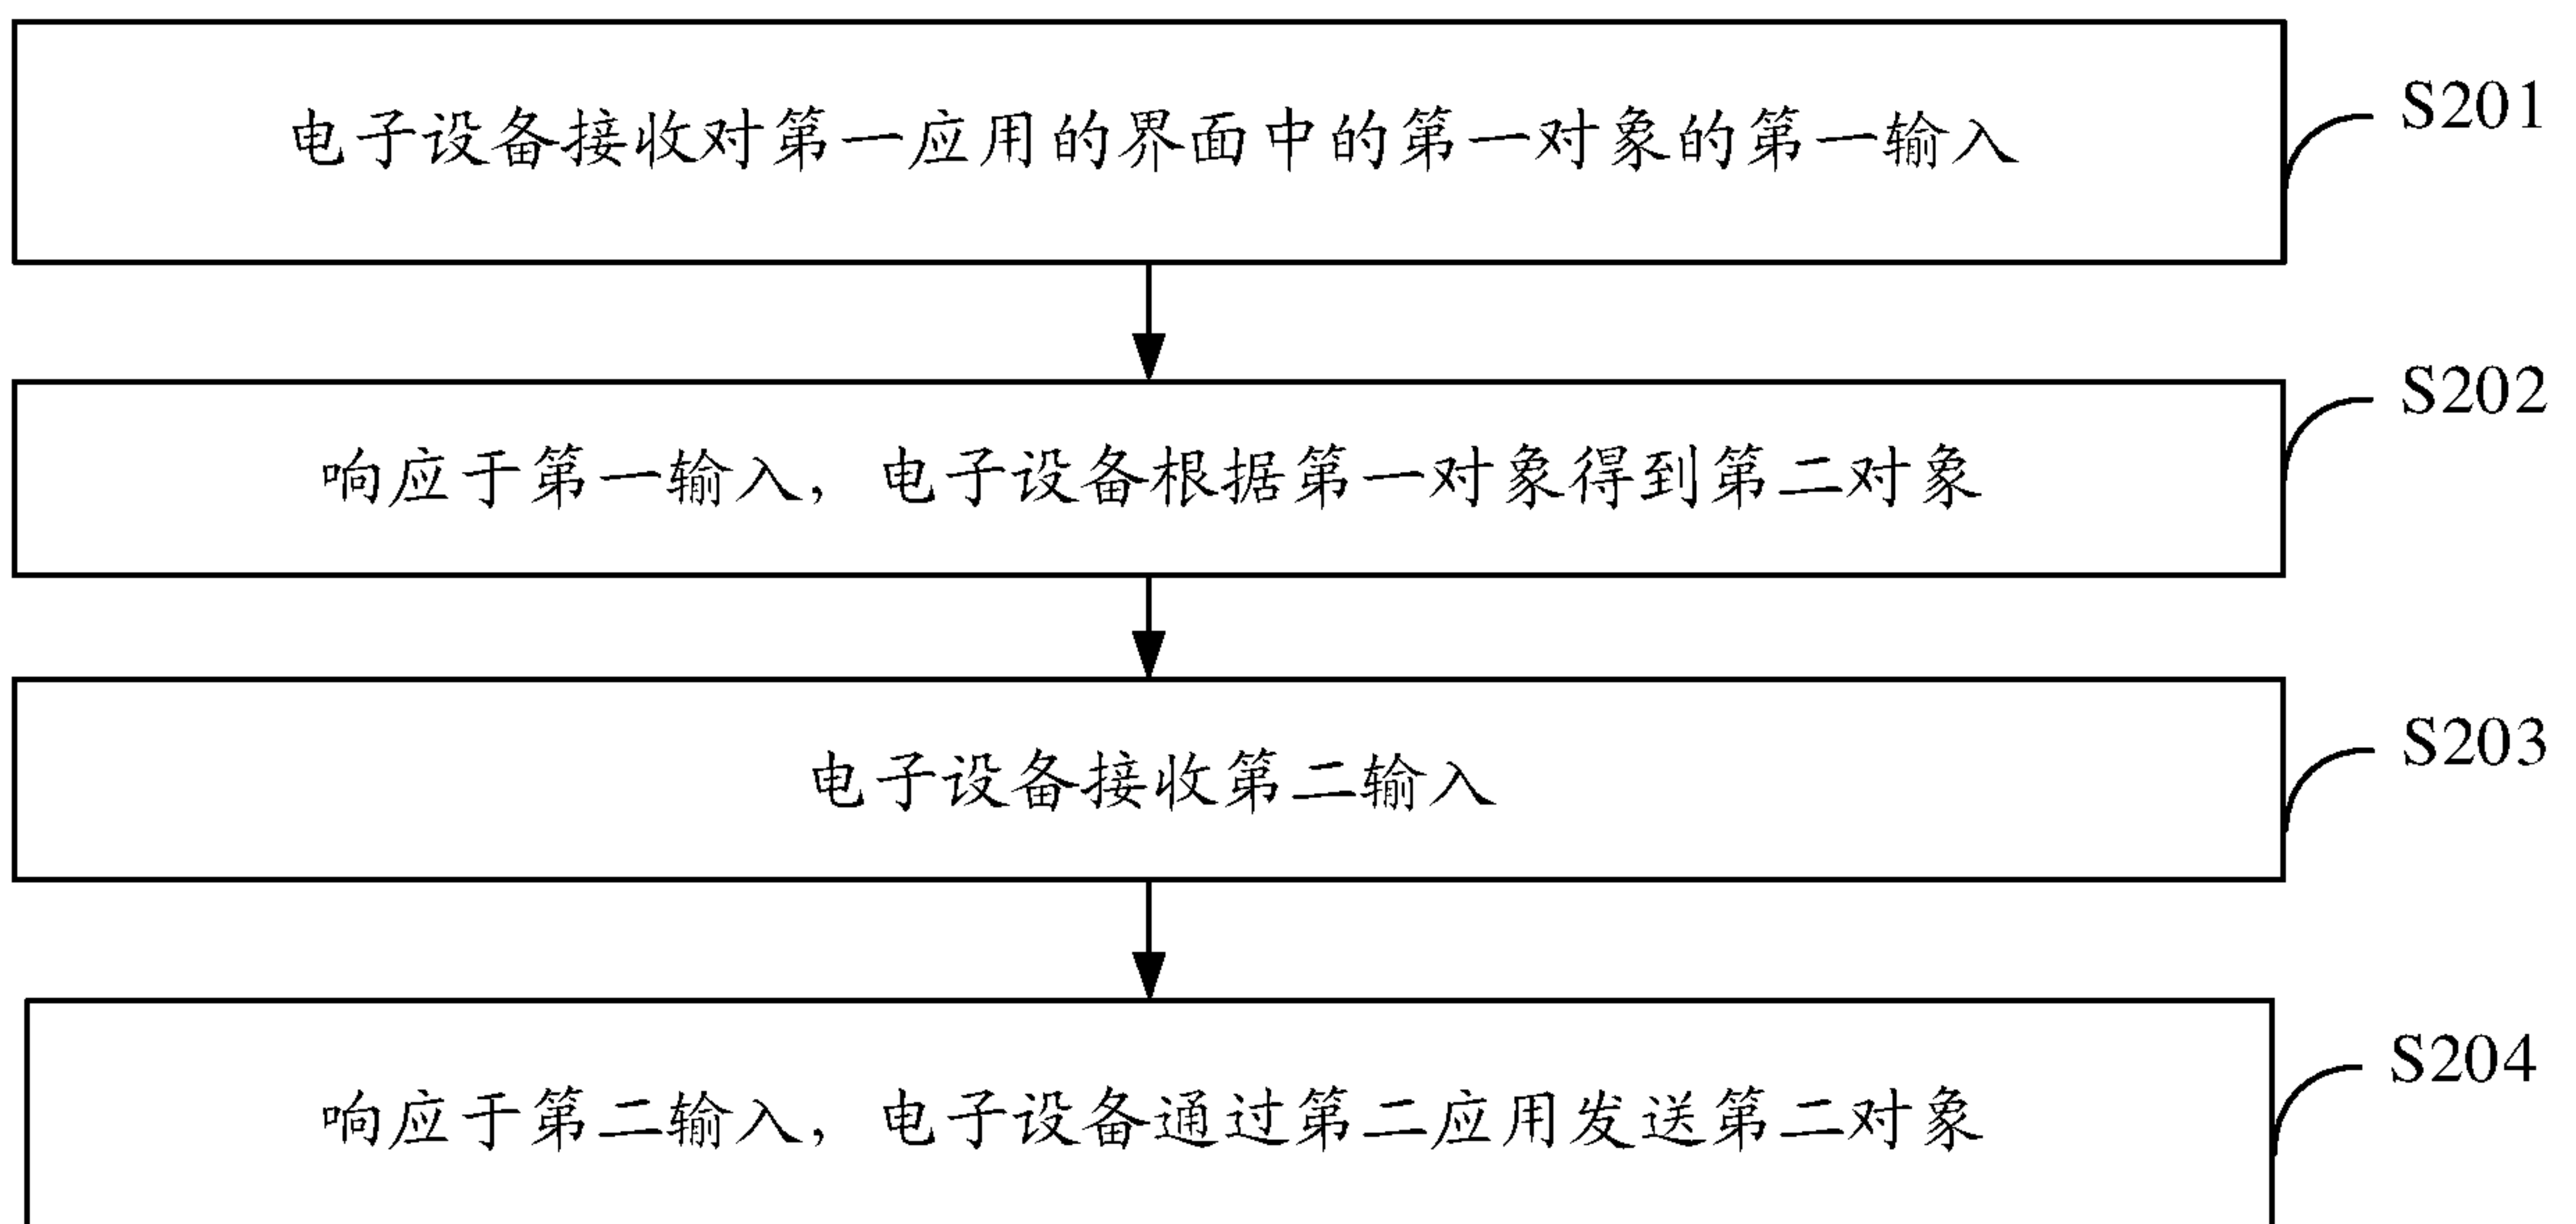 电子设备接收对第一应用的界面中的第一对象的第一输入
S201
响应于第一输入，电子设备根据第一对象得到第二对象
S202
电子设备接收第二输入
S203
响应于第二输入，电子设备通过第二应用发送第二对象
S204